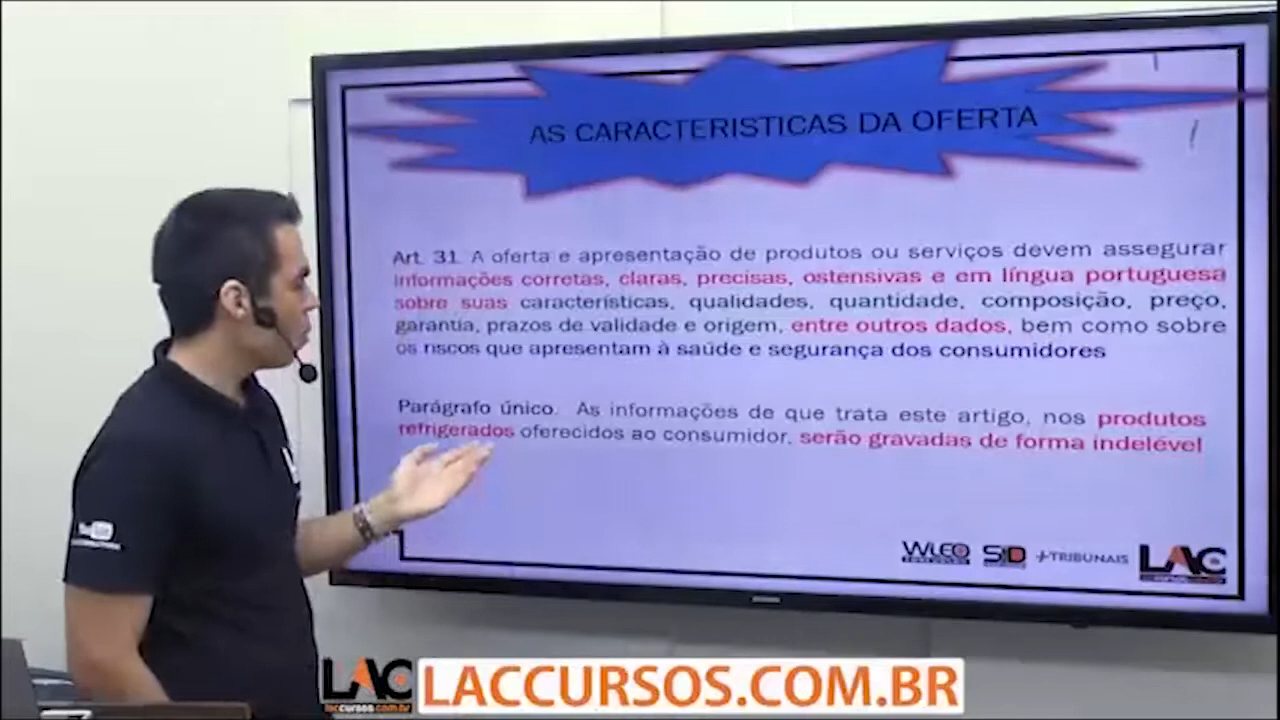 AS CARACTERISTICAS DA OFERTA
Art. 31. A oferta e apresentação de produtos ou serviços devem assegurar
informações corretas, claras, precisas, ostensivas e em língua portuguesa
sobre suas características, qualidades, quantidade, composição, preço,
garantia, prazos de validade e origem, entre outros dados, bem como sobre
os riscos que apresentam à saúde e segurança dos consumidores
Parágrafo único. As informações de que trata este artigo, nos produtos
refrigerados oferecidos ao consumidor, serão gravadas de forma indelével
+TRIBUNAIS LAC
LAC LACCURSOS.COM.BR
laccursos.com.br